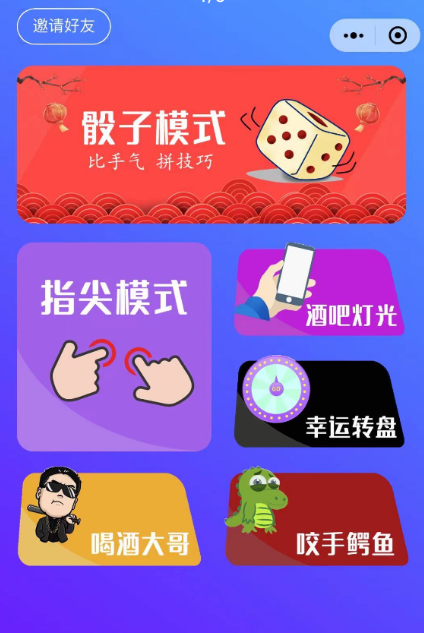 邀请好友
骰子模式
比手气 拼技巧
指尖模式
酒吧灯光
幸运转盘
喝酒大哥
咬手鳄鱼